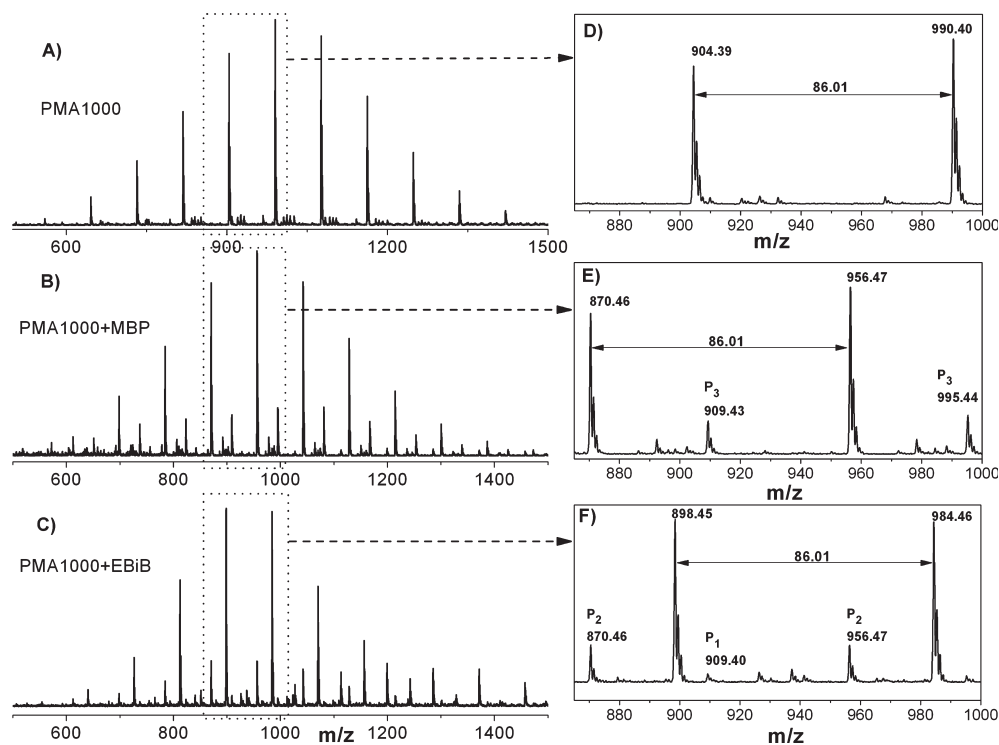 A)
PMA1000
600 900 1200 1500
D)
904.39
990.40
86.01
880 900 920 940 960 980 1000
m/z
B)
PMA1000+MBP
600 800 1000 1200 1400
E)
870.46
956.47
86.01
P3
909.43
P3
995.44
880 900 920 940 960 980 1000
m/z
C)
PMA1000+EBiB
600 800 1000 1200 1400
m/z
F)
898.45
984.46
86.01
P2
870.46
P1
909.40
P2
956.47
880 900 920 940 960 980 1000
m/z